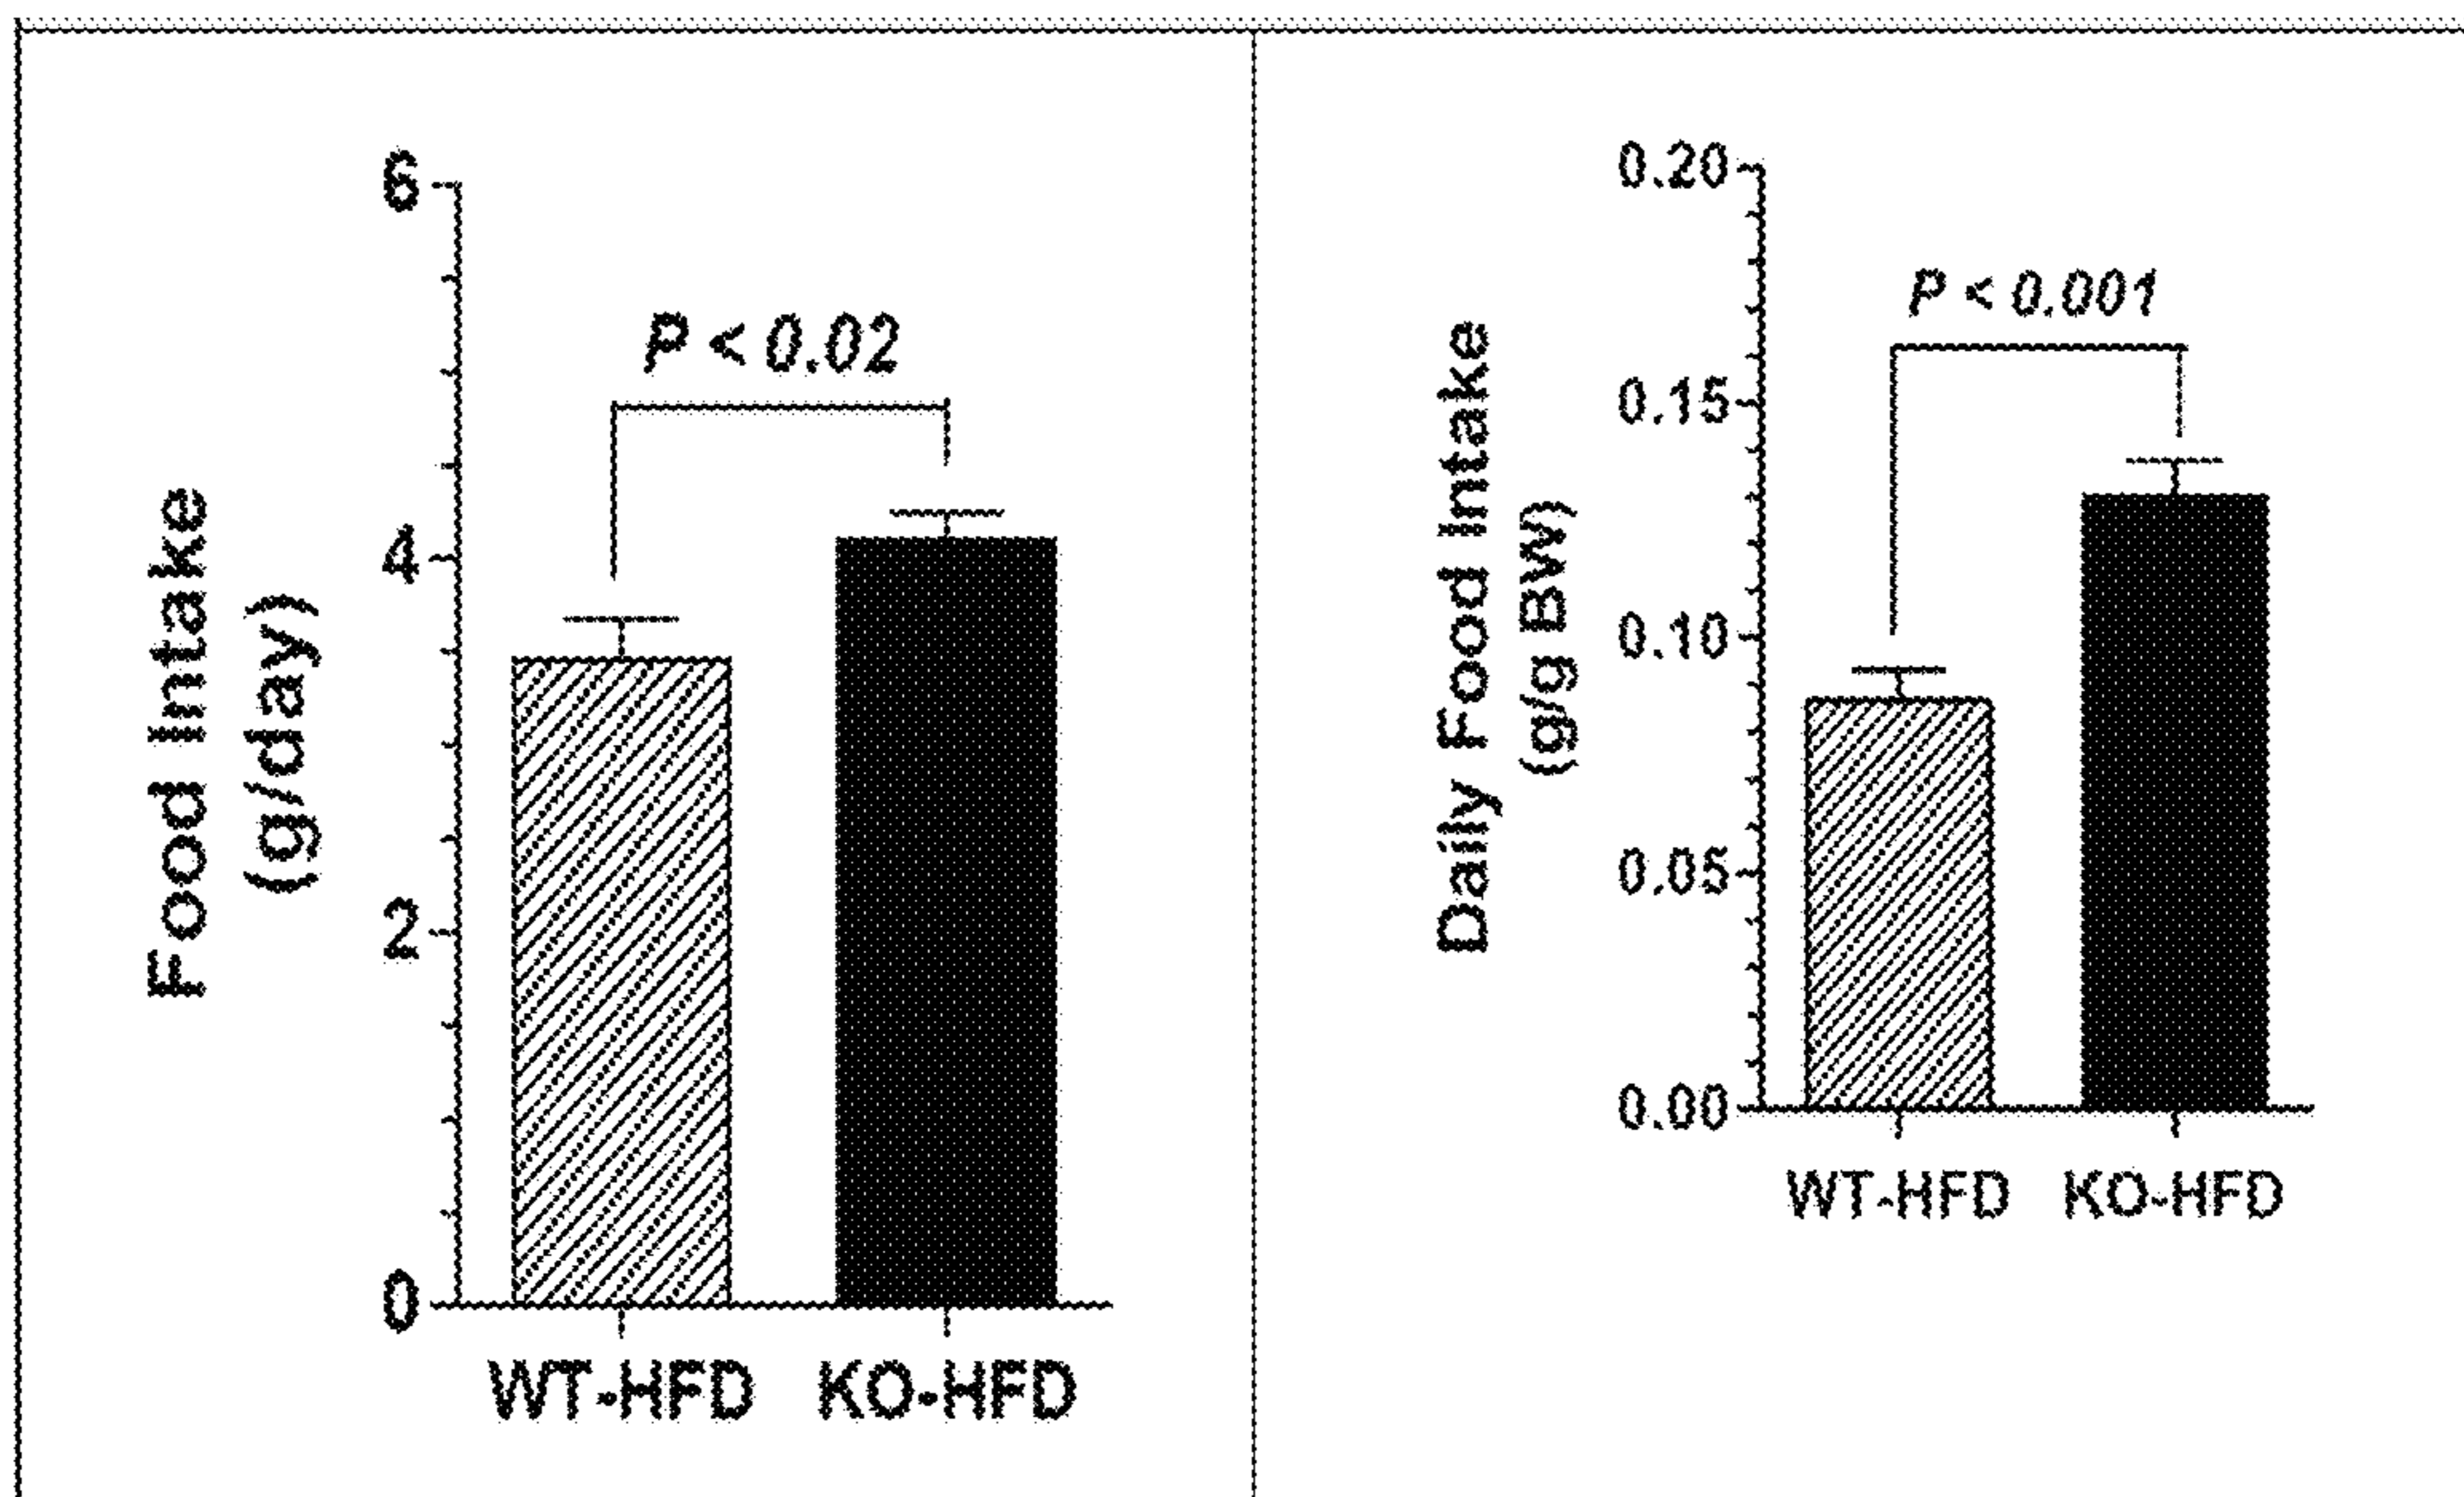 Food Intake
(g/day)
6
4
2
0
P < 0.02
WT-HFD KO-HFD
Daily Food Intake
(g/g BW)
0.20
0.15
0.10
0.05
0.00
P < 0.001
WT-HFD KO-HFD